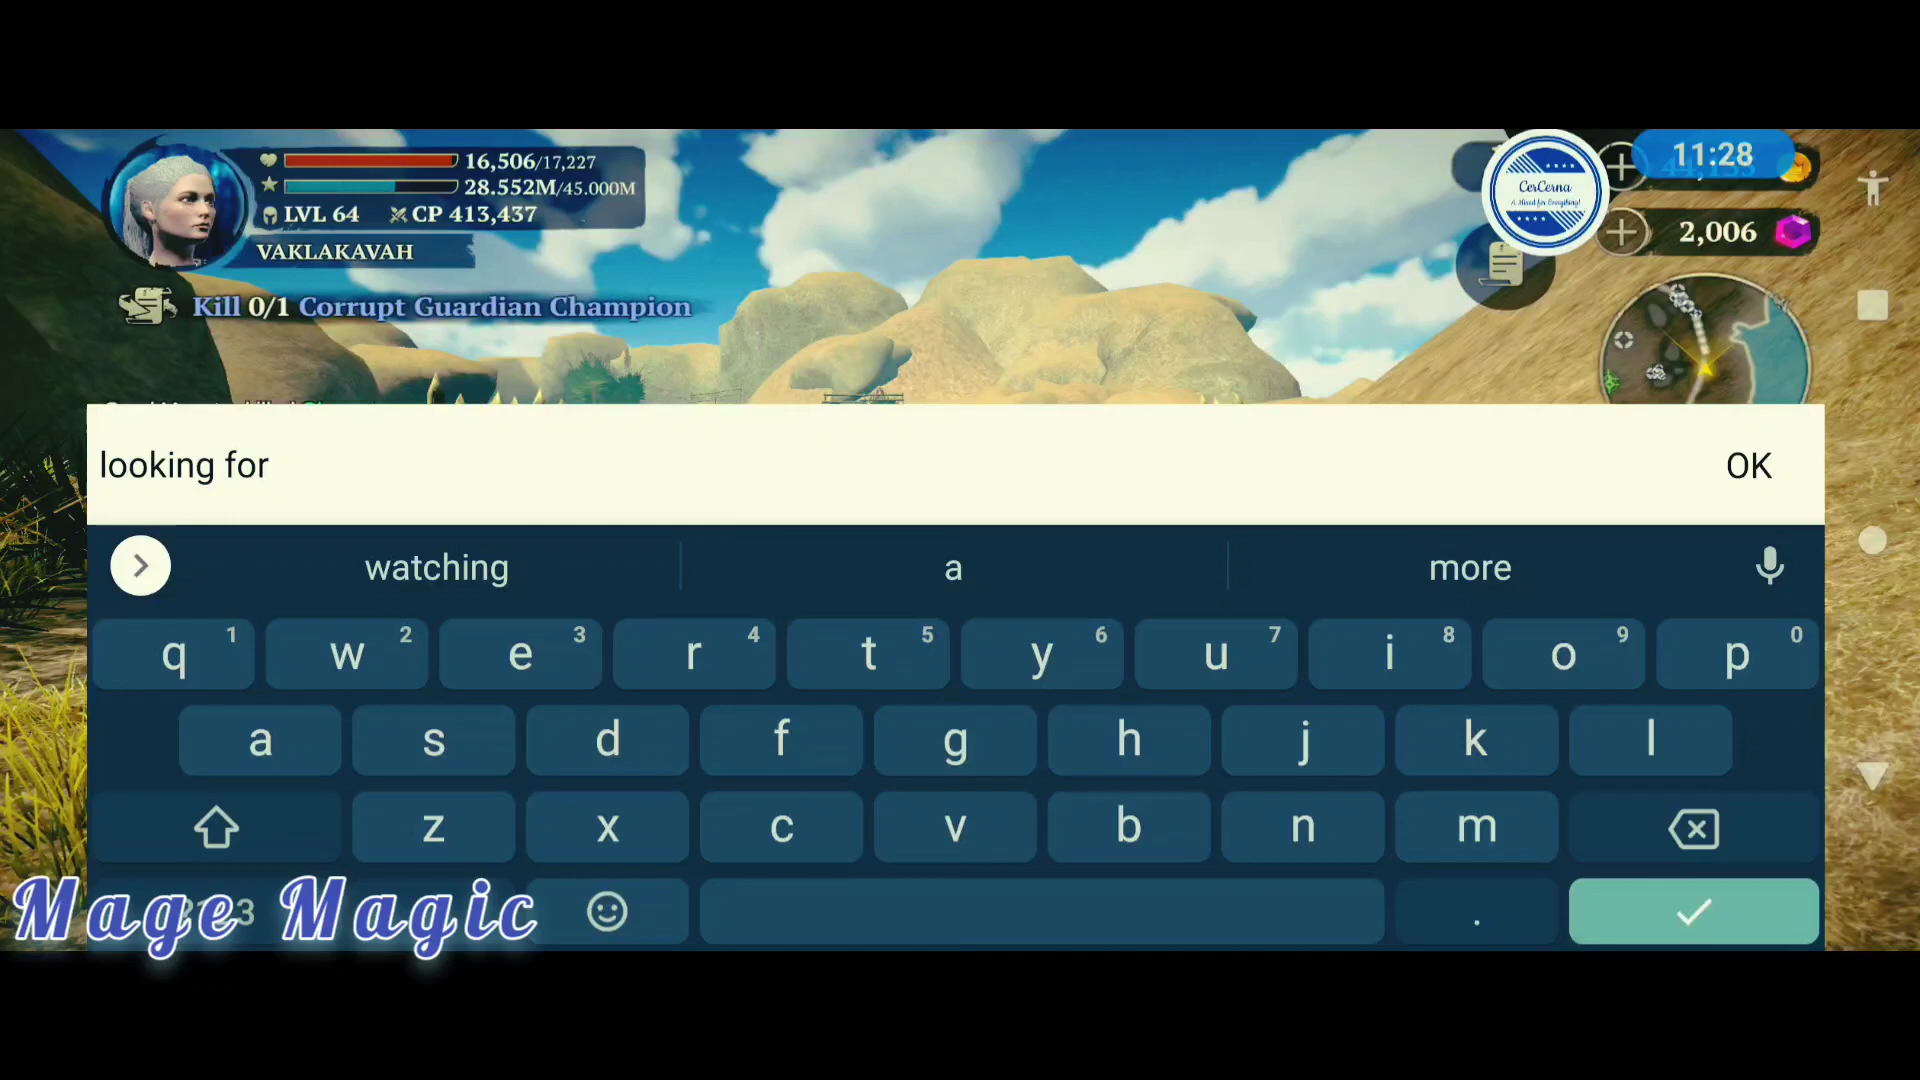 16,506/17,227
28.552M/45.000M
LVL 64 CP 413,437
VAKLAKAVAH
Kill 0/1 Corrupt Guardian Champion
11:28
CerCerna
2,006
looking for
OK
watching a more
q 1 w 2 e 3 r 4 t 5 y 6 u 7 i 8 o 9 p 0
a s d f g h j k l
z x c v b n m
Mage Magic
.